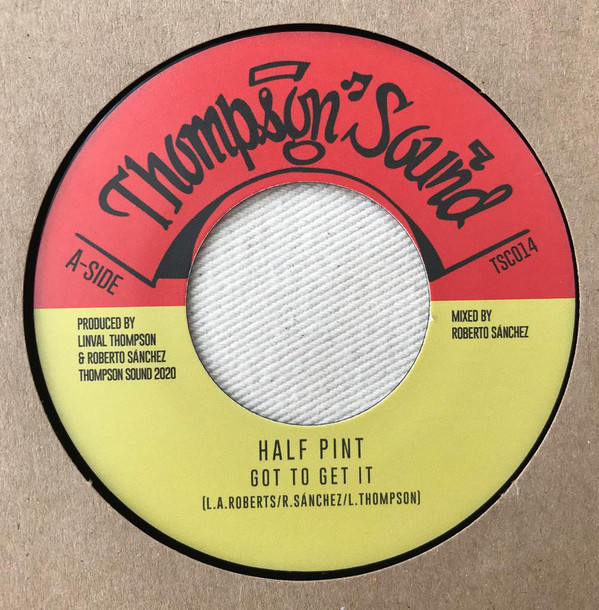 Thompson Sound
A-SIDE
TSC014
PRODUCED BY
LINVAL THOMPSON
& ROBERTO SÁNCHEZ
THOMPSON SOUND 2020
MIXED BY
ROBERTO SÁNCHEZ
HALF PINT
GOT TO GET IT
(L.A.ROBERTS/R.SÁNCHEZ/L.THOMPSON)